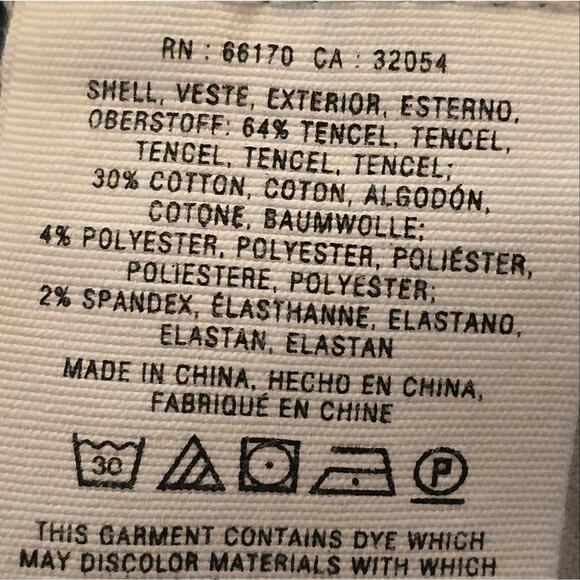 RN : 66170 CA : 32054
SHELL, VESTE, EXTERIOR, ESTERNO,
OBERSTOFF: 64% TENCEL, TENCEL,
TENCEL, TENCEL, TENCEL;
30% COTTON, COTON, ALGODÓN,
COTONE, BAUMWOLLE;
4% POLYESTER, POLYESTER, POLIÉSTER,
POLIESTERE, POLYESTER;
2% SPANDEX, ÉLASTHANNE, ELASTANO,
ELASTAN, ELASTAN
MADE IN CHINA, HECHO EN CHINA,
FABRIQUÉ EN CHINE
30 P
THIS GARMENT CONTAINS DYE WHICH
MAY DISCOLOR MATERIALS WITH WHICH